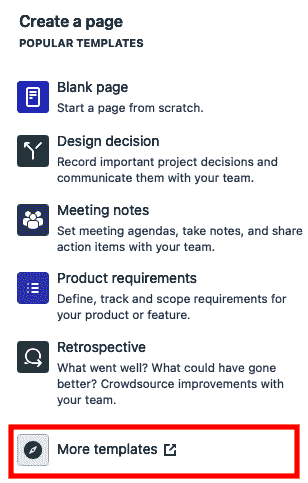 Create a page
POPULAR TEMPLATES
Blank page
Start a page from scratch.
Design decision
Record important project decisions and
communicate them with your team.
Meeting notes
Set meeting agendas, take notes, and share
action items with your team.
Product requirements
Define, track and scope requirements for
your product or feature.
Retrospective
What went well? What could have gone
better? Crowdsource improvements with
your team.
More templates